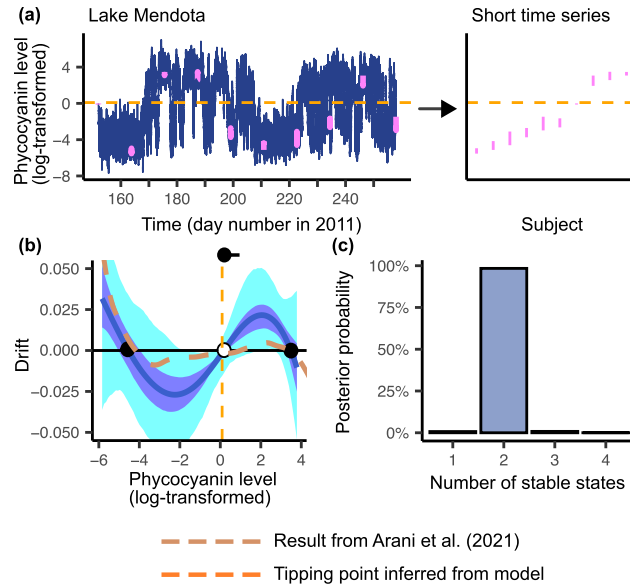 (a) Lake Mendota
Short time series
Phycocyanin level
(log-transformed)
4
0
−4
−8
160 180 200 220 240
Time (day number in 2011)
Subject
(b)
(c)
Drift
0.050
0.025
0.000
−0.025
−0.050
−6 −4 −2 0 2 4
Phycocyanin level
(log-transformed)
Posterior probability
100%
75%
50%
25%
0%
1 2 3 4
Number of stable states
Result from Arani et al. (2021)
Tipping point inferred from model